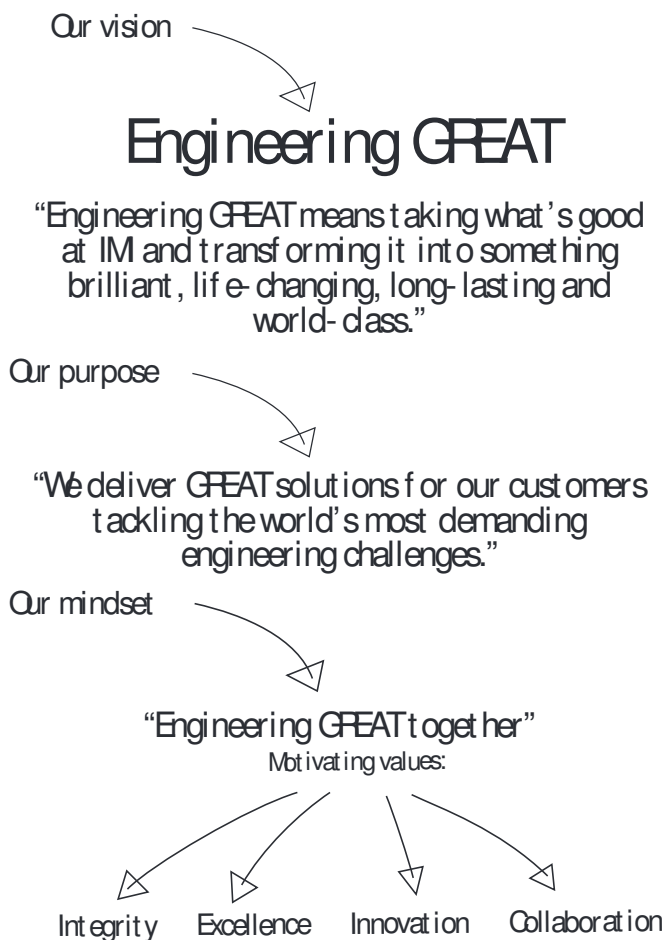 Our vision
Engineering GREAT
“Engineering GREAT means taking what’s good
at IMI and transforming it into something
brilliant, life-changing, long-lasting and
world-class.”
Our purpose
“We deliver GREAT solutions for our customers
tackling the world’s most demanding
engineering challenges.”
Our mindset
“Engineering GREAT together”
Motivating values:
Integrity Excellence Innovation Collaboration